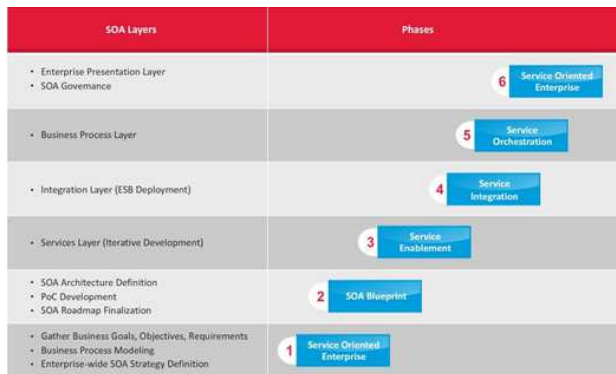 SOA Layers
Phases
• Enterprise Presentation Layer
• SOA Governance
6
Service Oriented
Enterprise
• Business Process Layer
5
Service
Orchestration
• Integration Layer (ESB Deployment)
4
Service
Integration
• Services Layer (Iterative Development)
3
Service
Enablement
• SOA Architecture Definition
• PoC Development
• SOA Roadmap Finalization
2
SOA Blueprint
• Gather Business Goals, Objectives, Requirements
• Business Process Modeling
• Enterprise-wide SOA Strategy Definition
1
Service Oriented
Enterprise